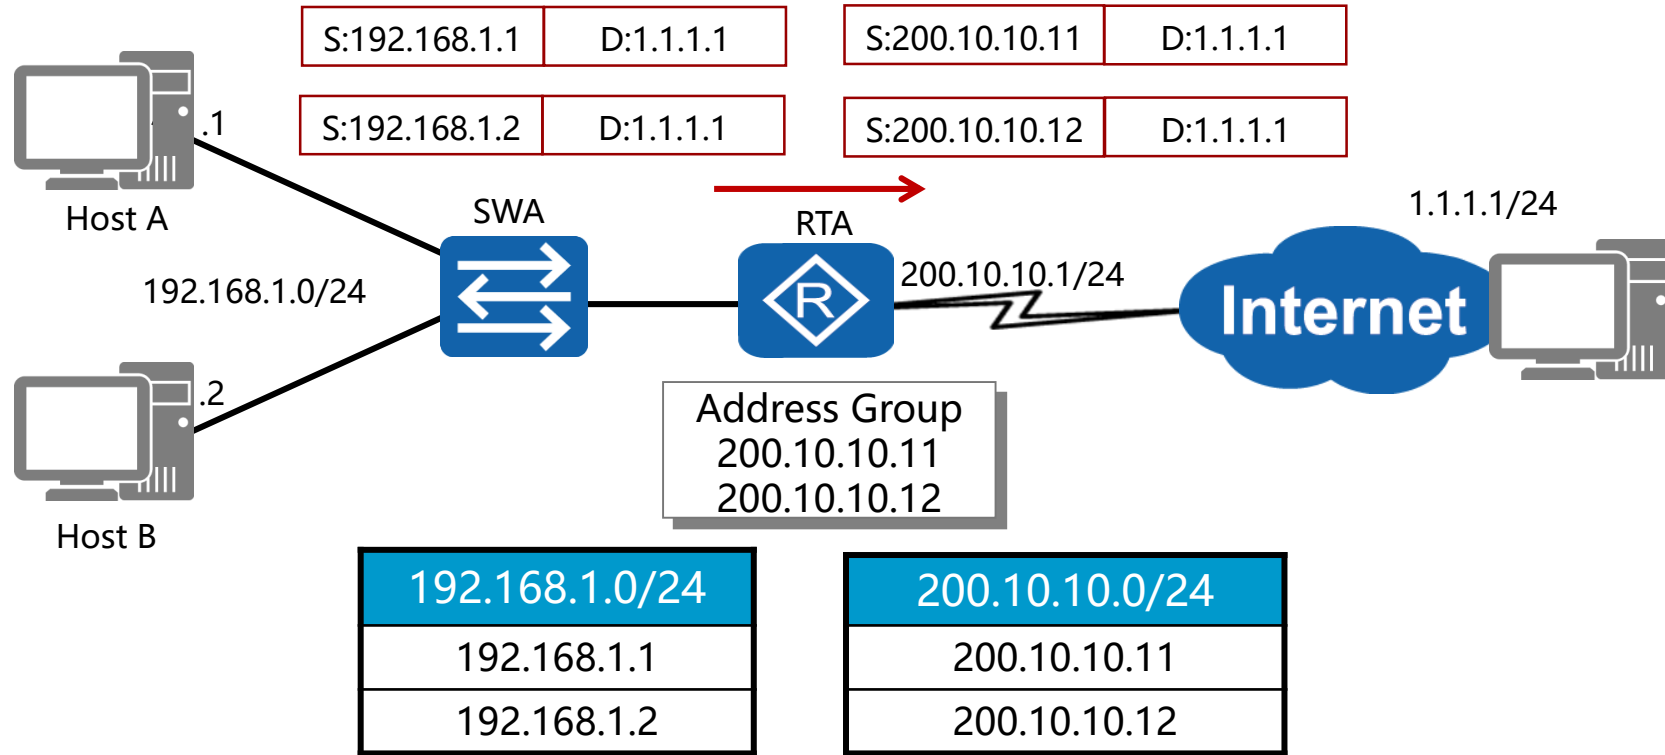 S:192.168.1.1 D:1.1.1.1 S:200.10.10.11 D:1.1.1.1
S:192.168.1.2 D:1.1.1.1 S:200.10.10.12 D:1.1.1.1
.1
Host A
SWA
RTA
1.1.1.1/24
192.168.1.0/24
R
200.10.10.1/24
Internet
.2
Host B
Address Group
200.10.10.11
200.10.10.12
192.168.1.0/24 200.10.10.0/24
192.168.1.1 200.10.10.11
192.168.1.2 200.10.10.12